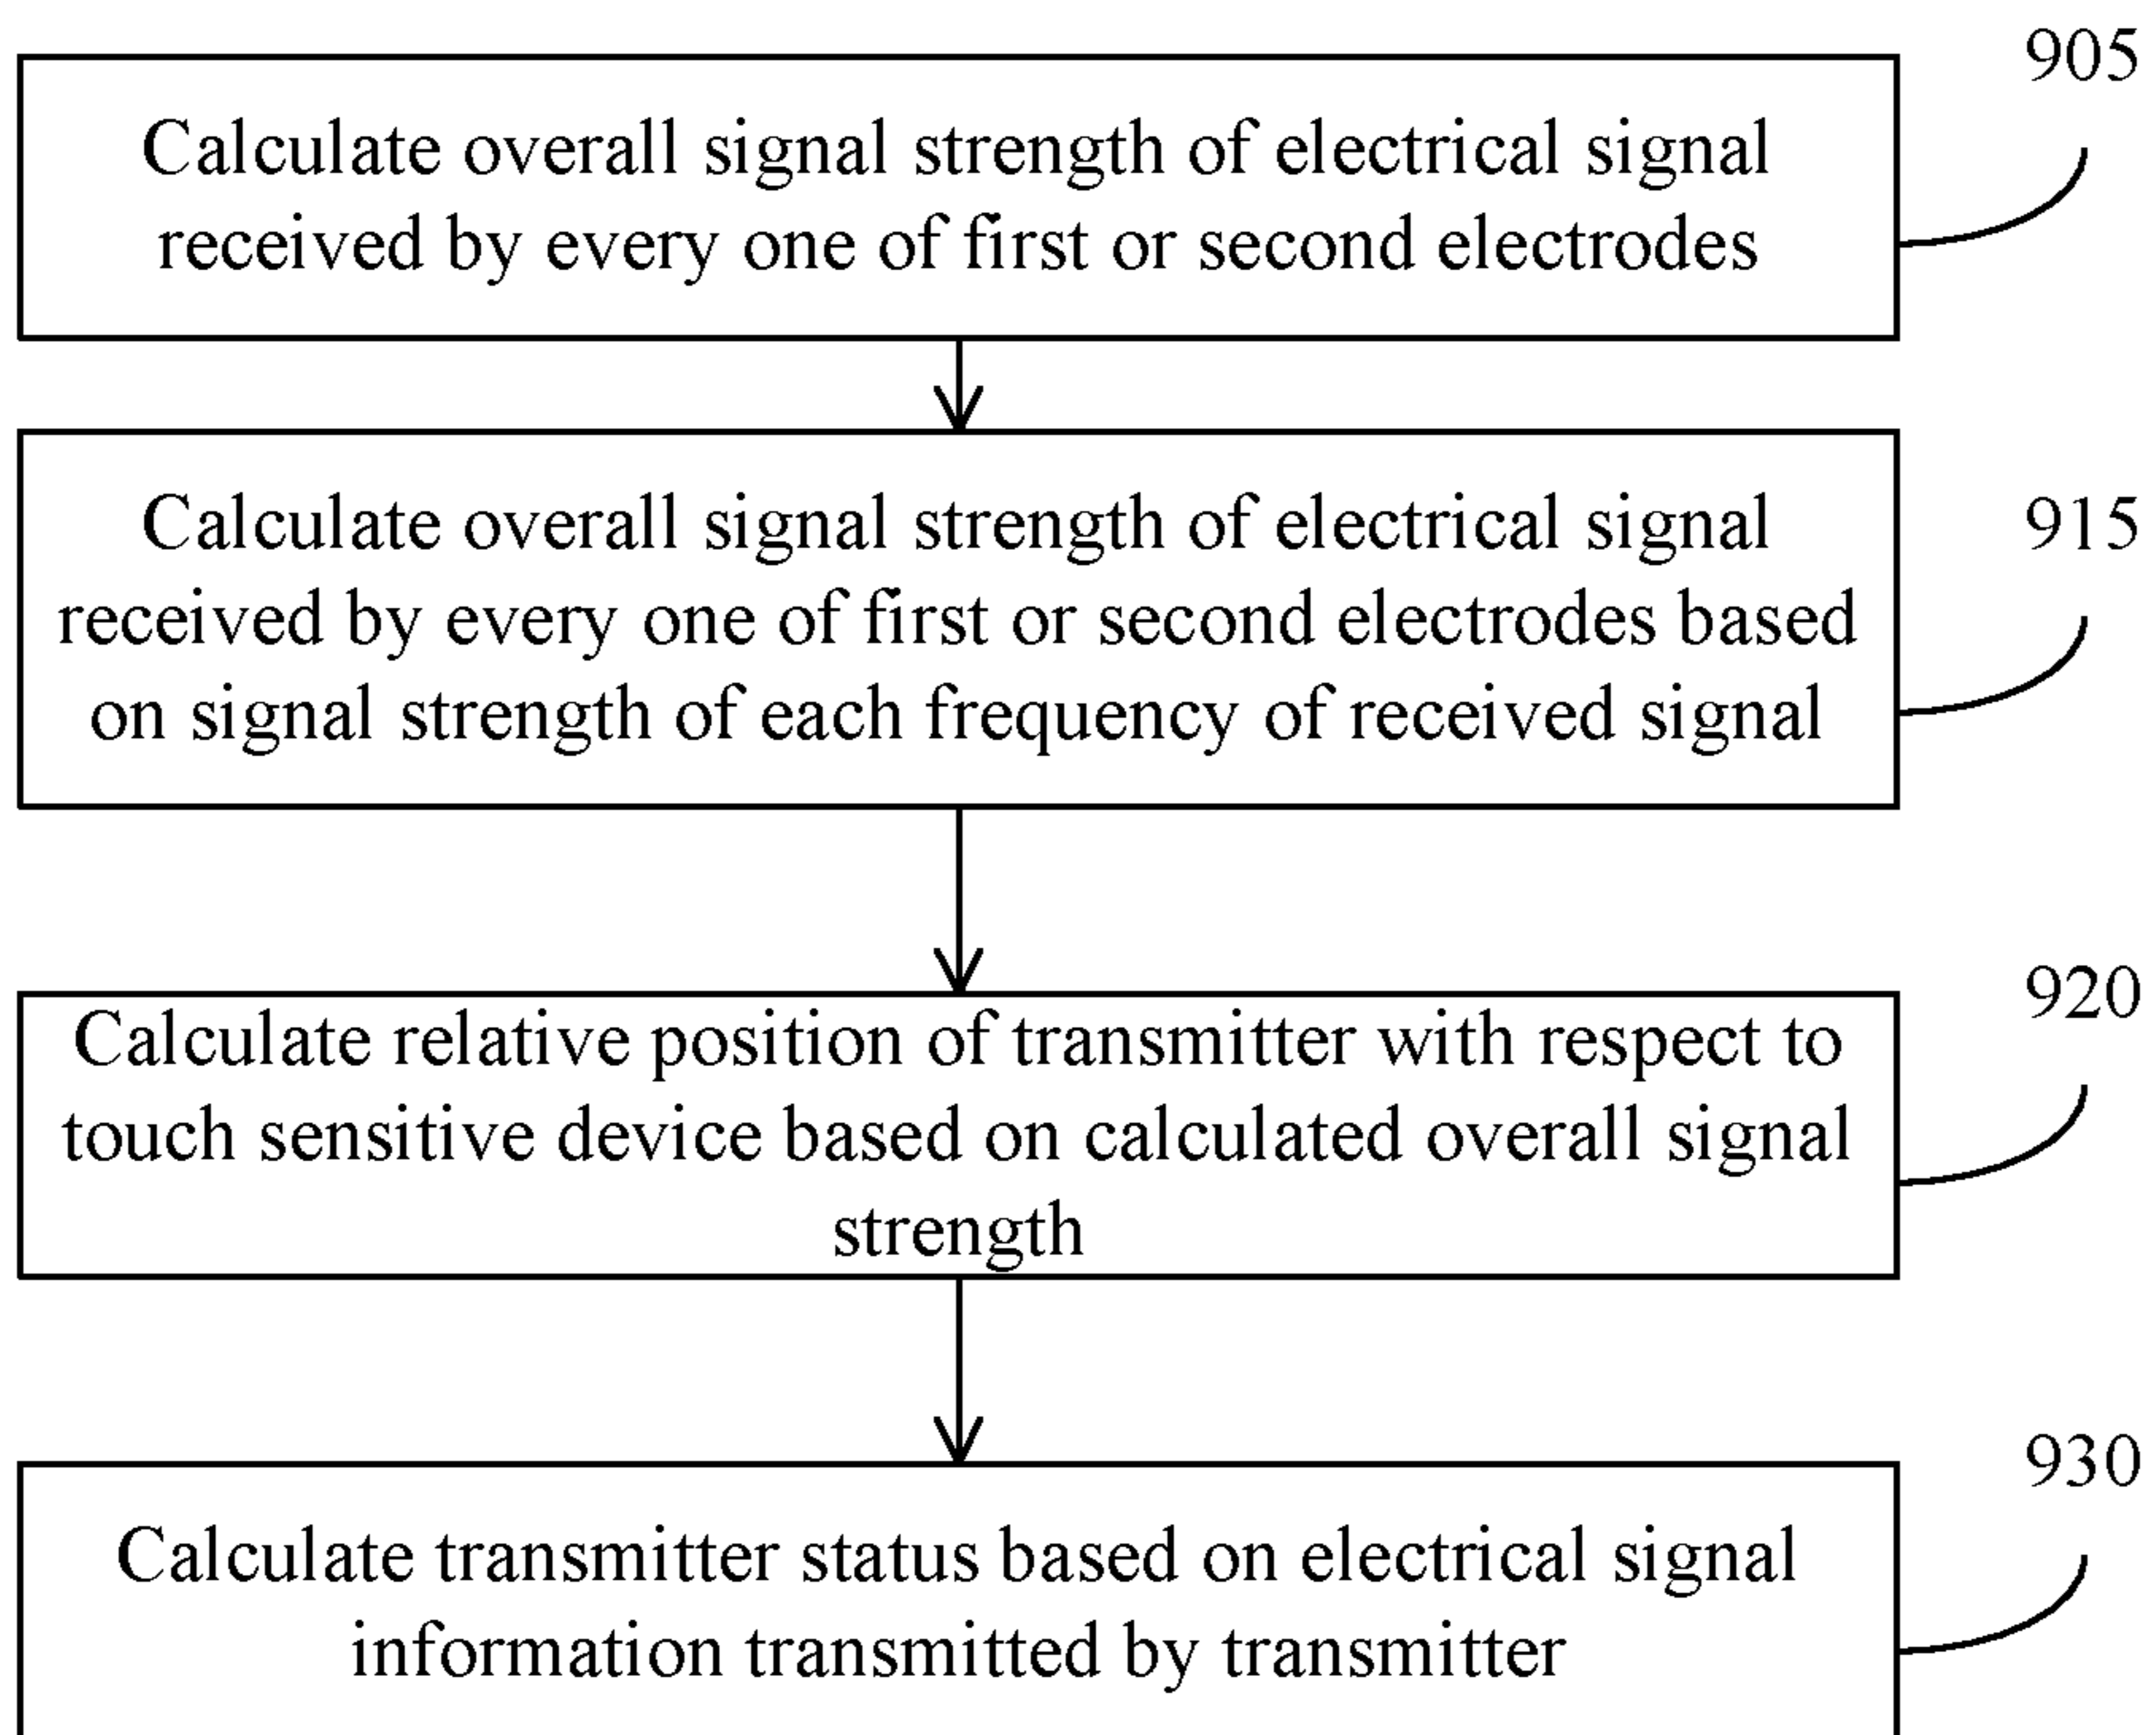 905
Calculate overall signal strength of electrical signal
received by every one of first or second electrodes
915
Calculate overall signal strength of electrical signal
received by every one of first or second electrodes based
on signal strength of each frequency of received signal
920
Calculate relative position of transmitter with respect to
touch sensitive device based on calculated overall signal
strength
930
Calculate transmitter status based on electrical signal
information transmitted by transmitter